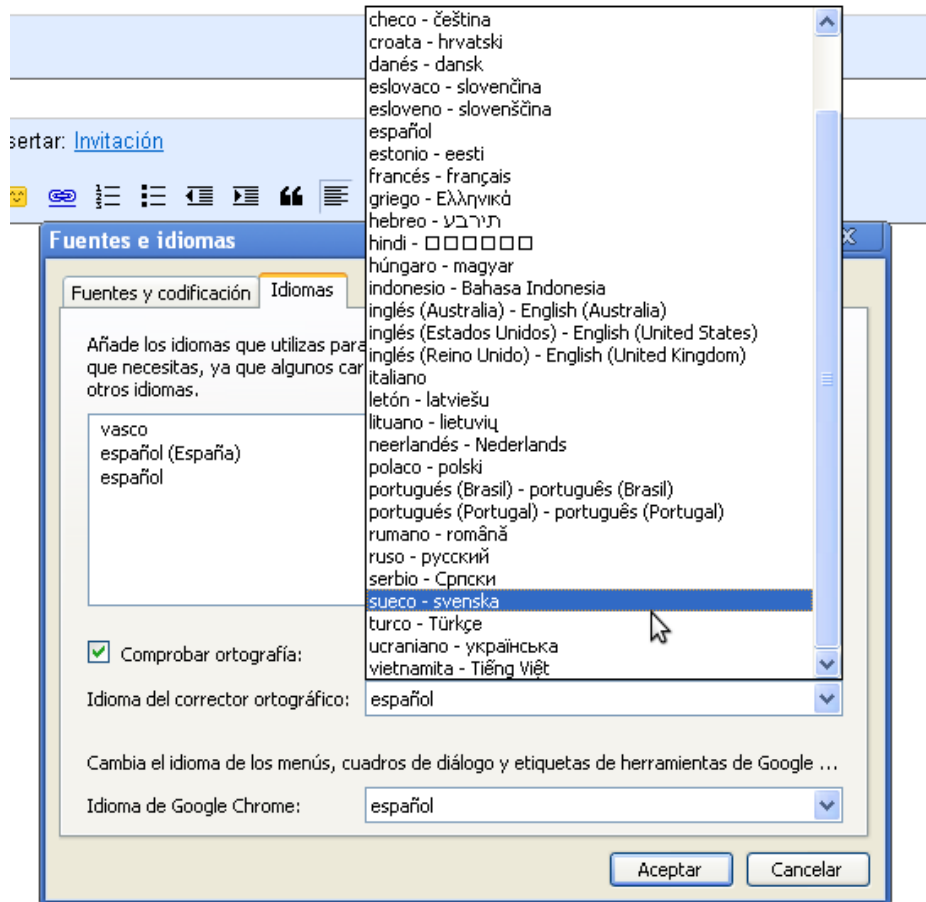 checo - čeština
croata - hrvatski
danés - dansk
eslovaco - slovenčina
esloveno - slovenščina
español
estonio - eesti
francés - français
griego - Ελληνικά
hebreo - תירבע
hindi - □□□□□□
húngaro - magyar
indonesio - Bahasa Indonesia
inglés (Australia) - English (Australia)
inglés (Estados Unidos) - English (United States)
inglés (Reino Unido) - English (United Kingdom)
italiano
letón - latviešu
lituano - lietuvių
neerlandés - Nederlands
polaco - polski
portugués (Brasil) - português (Brasil)
portugués (Portugal) - português (Portugal)
rumano - română
ruso - русский
serbio - Српски
sueco - svenska
turco - Türkçe
ucraniano - українська
vietnamita - Tiếng Việt
sertar: Invitación
Fuentes e idiomas
Fuentes y codificación
Idiomas
Añade los idiomas que utilizas para
que necesitas, ya que algunos car
otros idiomas.
vasco
español (España)
español
Comprobar ortografía:
Idioma del corrector ortográfico: español
Cambia el idioma de los menús, cuadros de diálogo y etiquetas de herramientas de Google ...
Idioma de Google Chrome: español
Aceptar
Cancelar